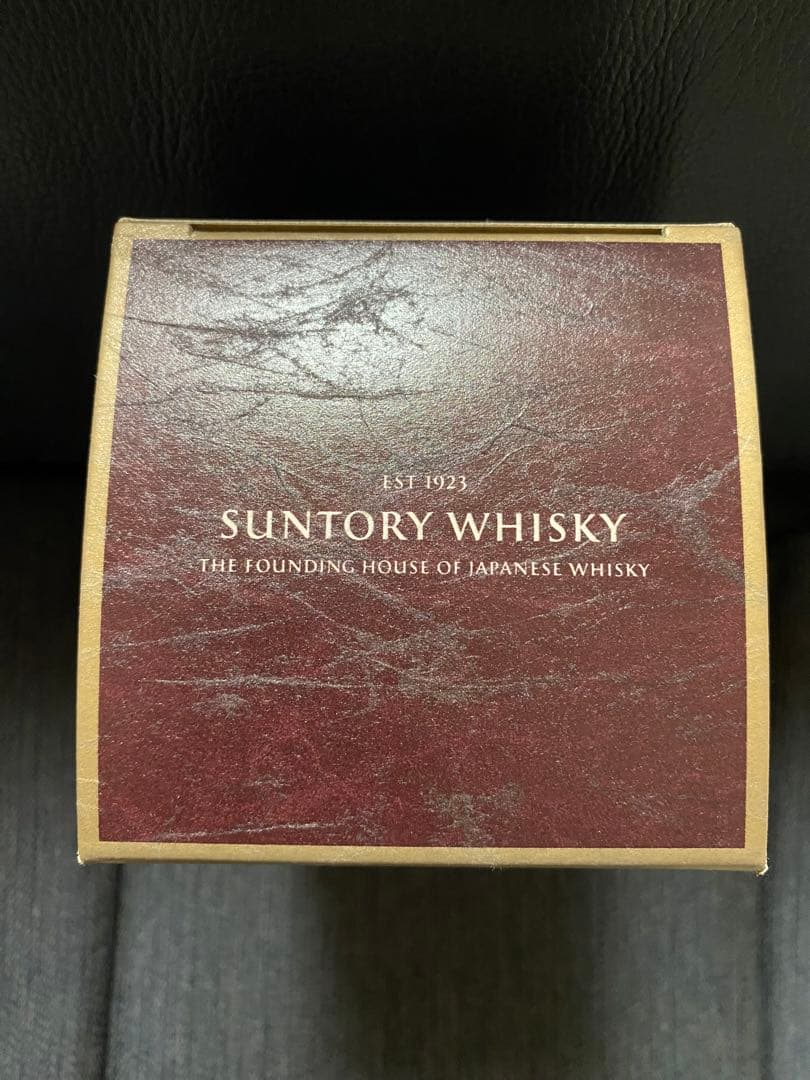 EST 1923
SUNTORY WHISKY
THE FOUNDING HOUSE OF JAPANESE WHISKY